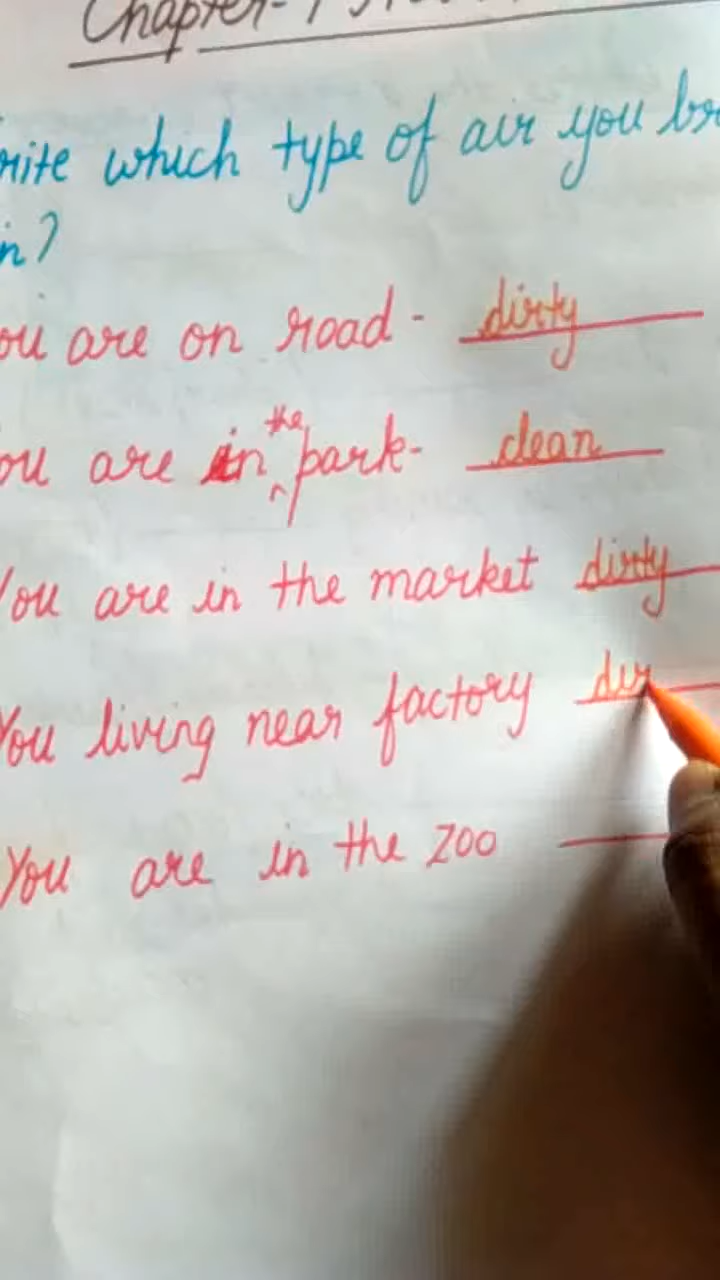 Chapter-
rite which type of air you br
n?
ou are on road - dirty
ou are in the park- clean
You are in the market dirty
You living near factory dir
You are in the zoo